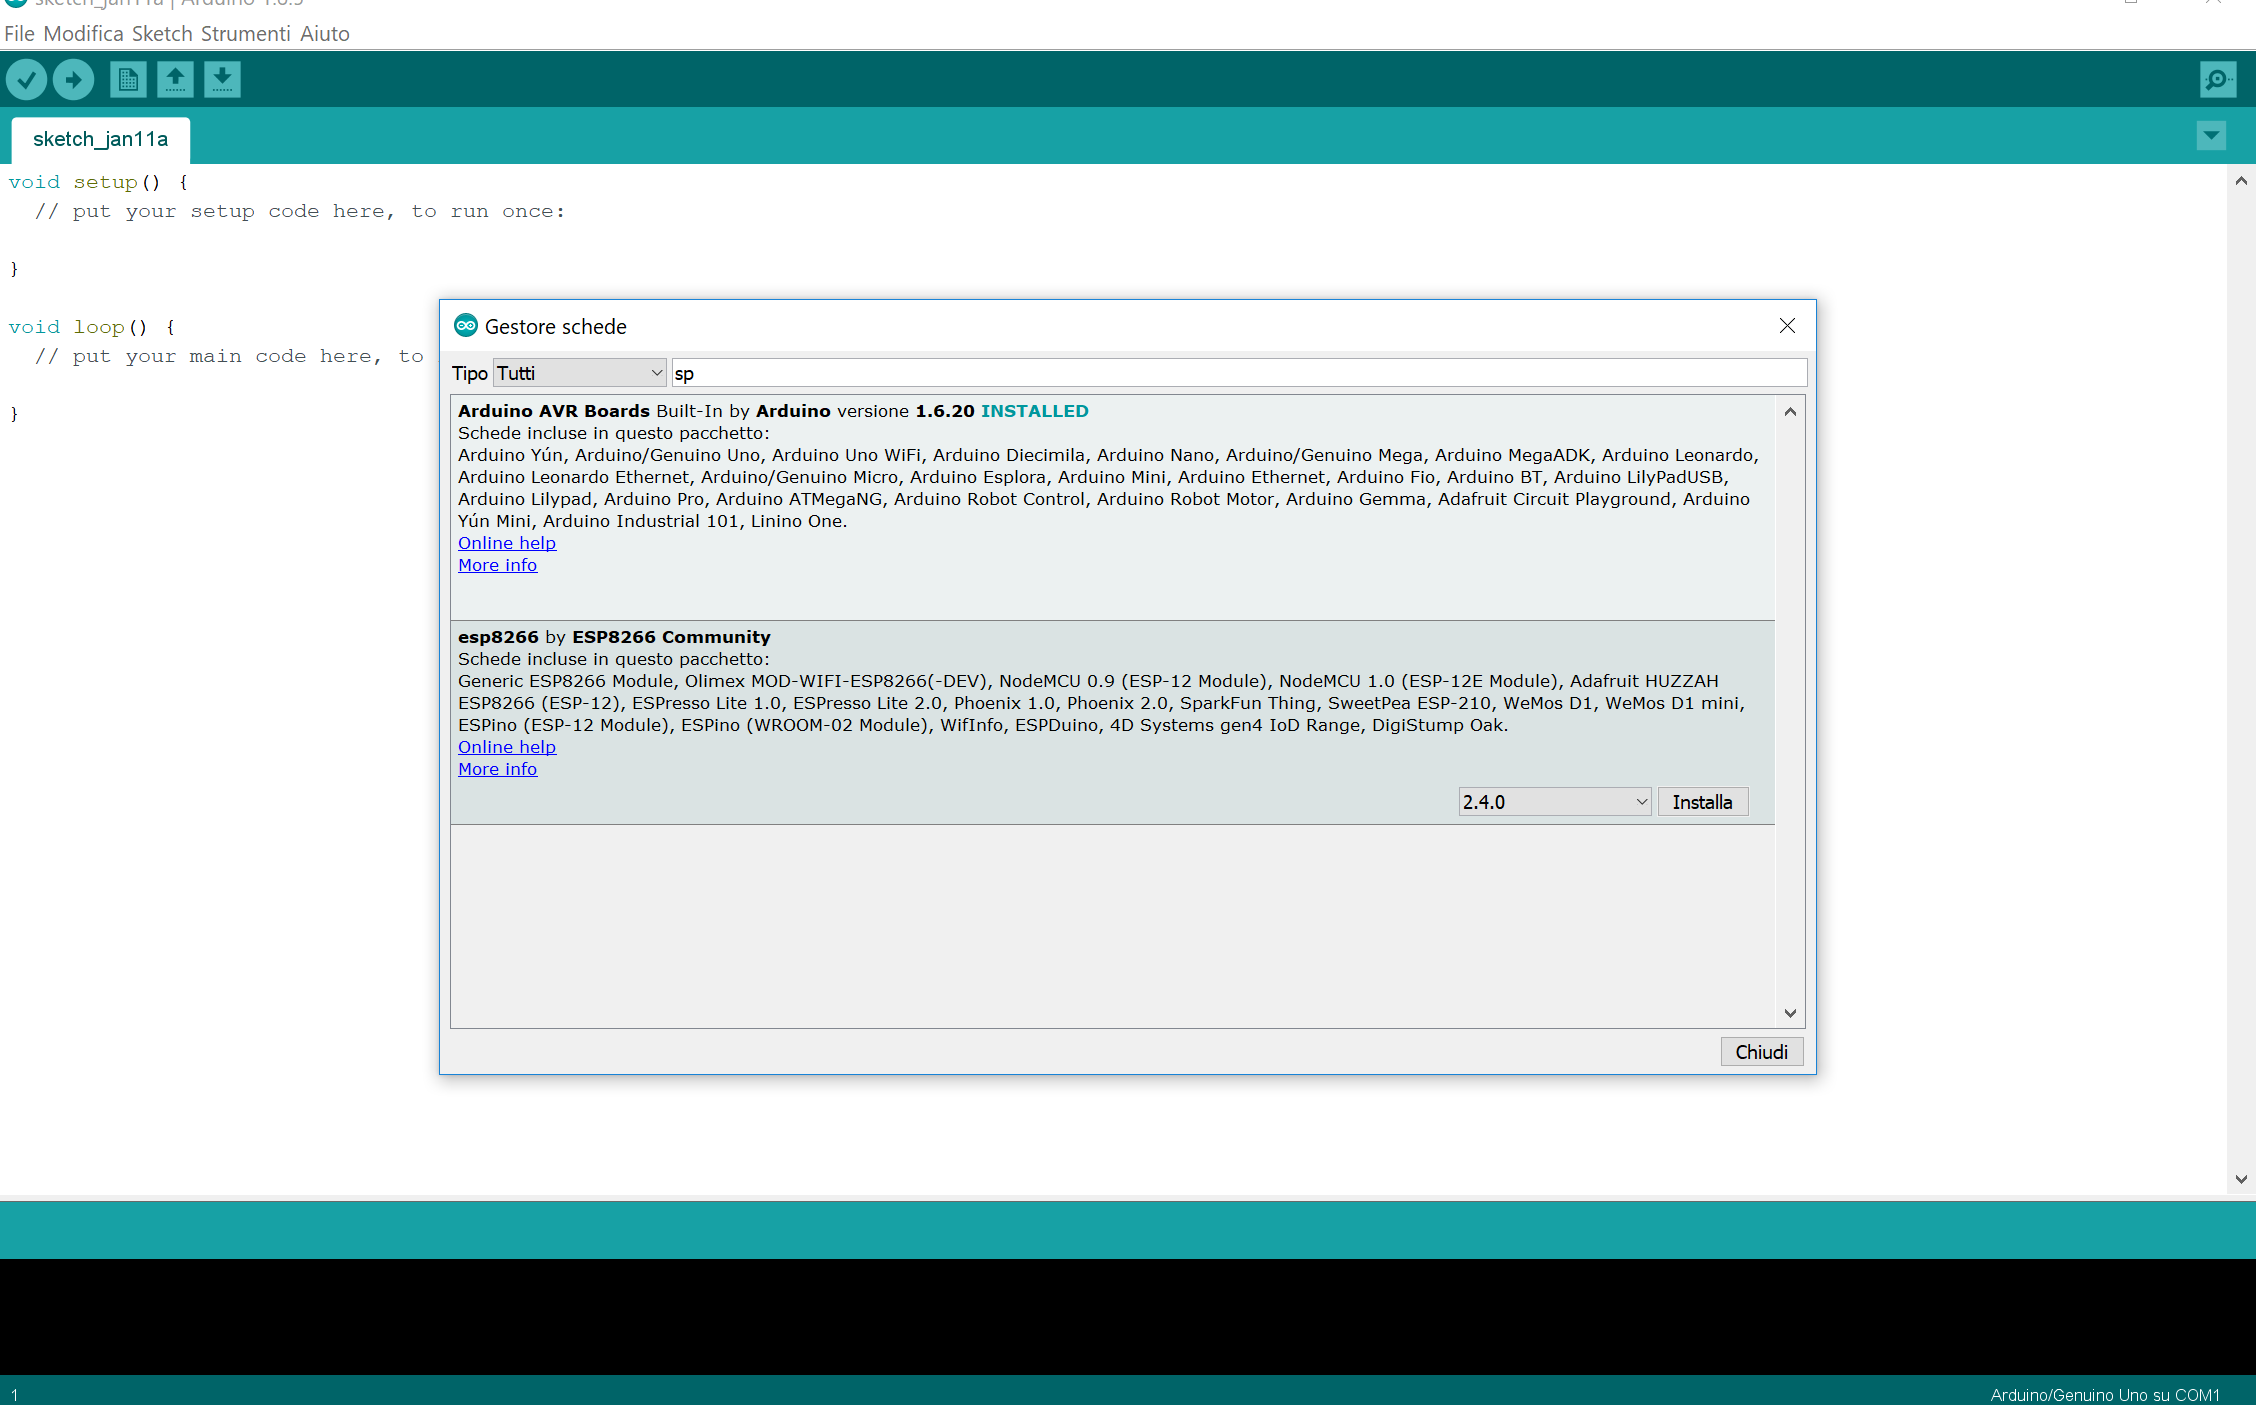 File Modifica Sketch Strumenti Aiuto
sketch_jan11a
void setup() {
// put your setup code here, to run once:
}
void loop() {
// put your main code here, to
}
Gestore schede
Tipo Tutti sp
Arduino AVR Boards Built-In by Arduino versione 1.6.20 INSTALLED
Schede incluse in questo pacchetto:
Arduino Yún, Arduino/Genuino Uno, Arduino Uno WiFi, Arduino Diecimila, Arduino Nano, Arduino/Genuino Mega, Arduino MegaADK, Arduino Leonardo,
Arduino Leonardo Ethernet, Arduino/Genuino Micro, Arduino Esplora, Arduino Mini, Arduino Ethernet, Arduino Fio, Arduino BT, Arduino LilyPadUSB,
Arduino Lilypad, Arduino Pro, Arduino ATMegaNG, Arduino Robot Control, Arduino Robot Motor, Arduino Gemma, Adafruit Circuit Playground, Arduino
Yún Mini, Arduino Industrial 101, Linino One.
Online help
More info
esp8266 by ESP8266 Community
Schede incluse in questo pacchetto:
Generic ESP8266 Module, Olimex MOD-WIFI-ESP8266(-DEV), NodeMCU 0.9 (ESP-12 Module), NodeMCU 1.0 (ESP-12E Module), Adafruit HUZZAH
ESP8266 (ESP-12), ESPresso Lite 1.0, ESPresso Lite 2.0, Phoenix 1.0, Phoenix 2.0, SparkFun Thing, SweetPea ESP-210, WeMos D1, WeMos D1 mini,
ESPino (ESP-12 Module), ESPino (WROOM-02 Module), WifInfo, ESPDuino, 4D Systems gen4 IoD Range, DigiStump Oak.
Online help
More info
2.4.0 Installa
Chiudi
1 Arduino/Genuino Uno su COM1